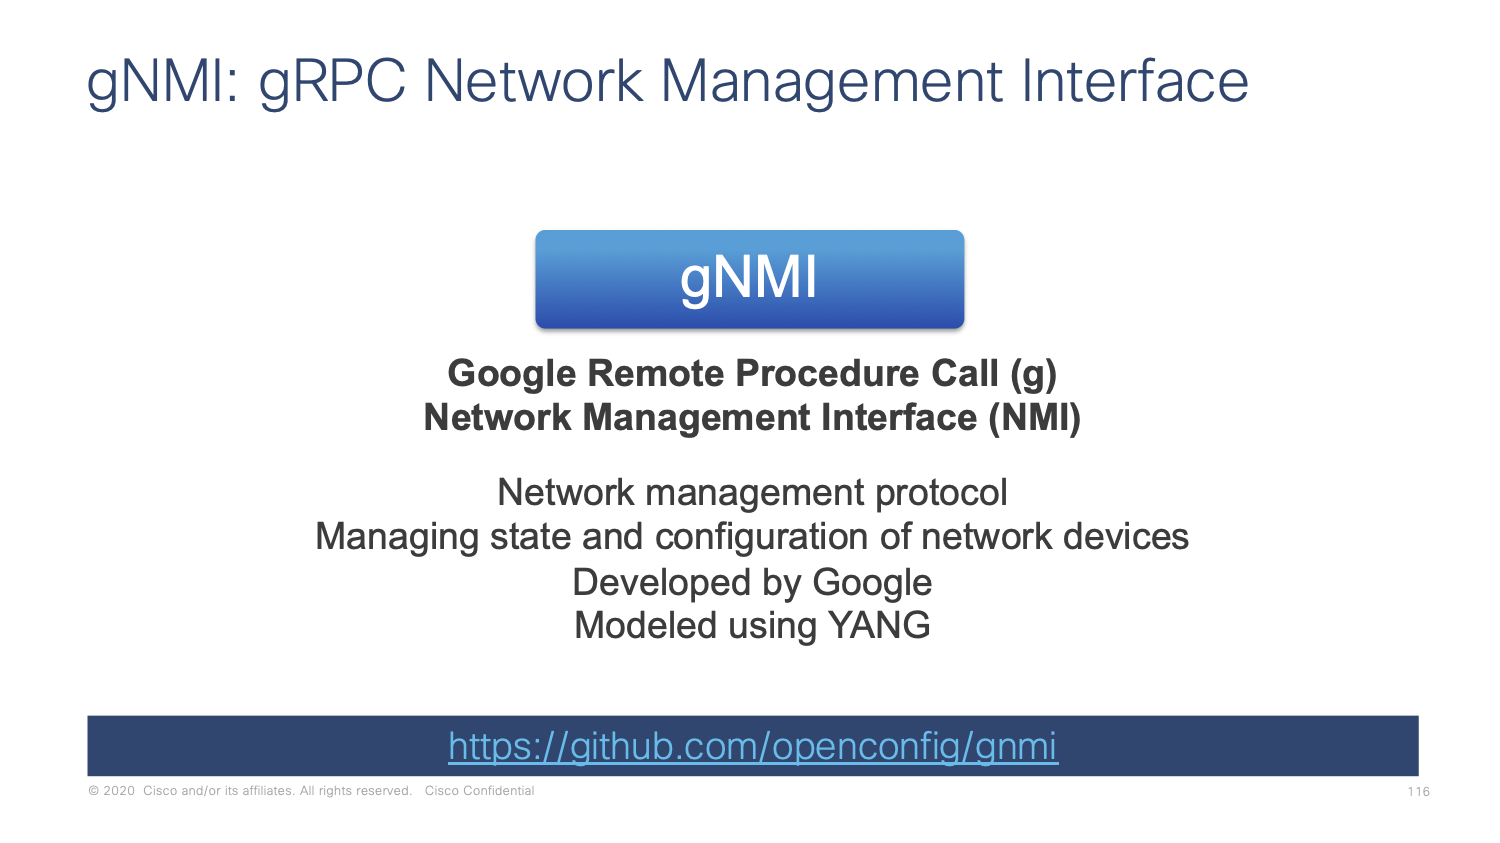 gNMI: gRPC Network Management Interface
gNMI
Google Remote Procedure Call (g)
Network Management Interface (NMI)
Network management protocol
Managing state and configuration of network devices
Developed by Google
Modeled using YANG
https://github.com/openconfig/gnmi
© 2020 Cisco and/or its affiliates. All rights reserved. Cisco Confidential
116